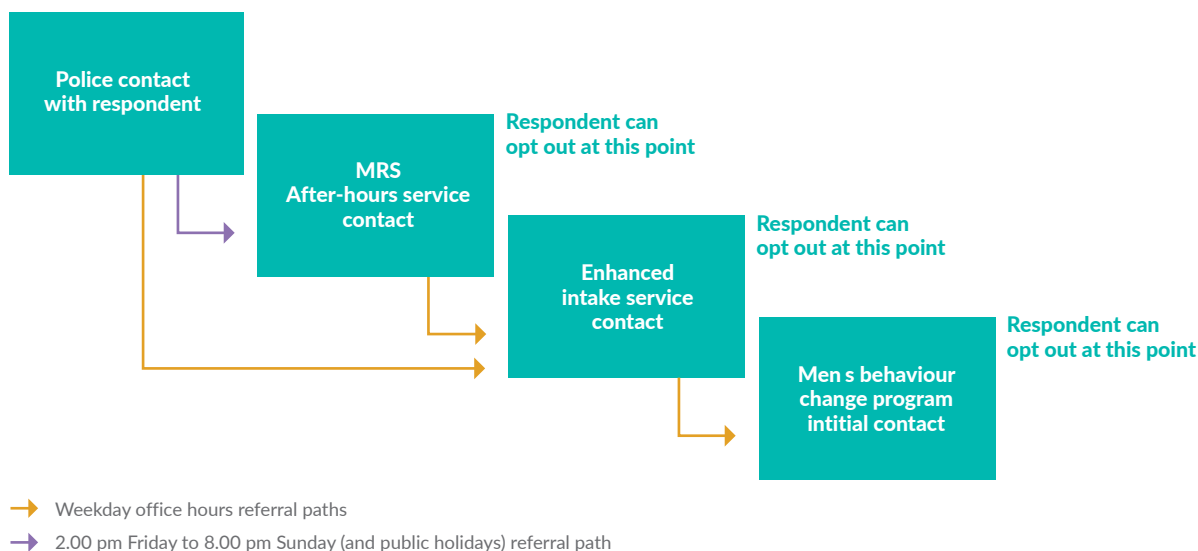 Police contact
with respondent
MRS
After-hours service
contact
Respondent can
opt out at this point
Enhanced
intake service
contact
Respondent can
opt out at this point
Men s behaviour
change program
intitial contact
Respondent can
opt out at this point
Weekday office hours referral paths
2.00 pm Friday to 8.00 pm Sunday (and public holidays) referral path